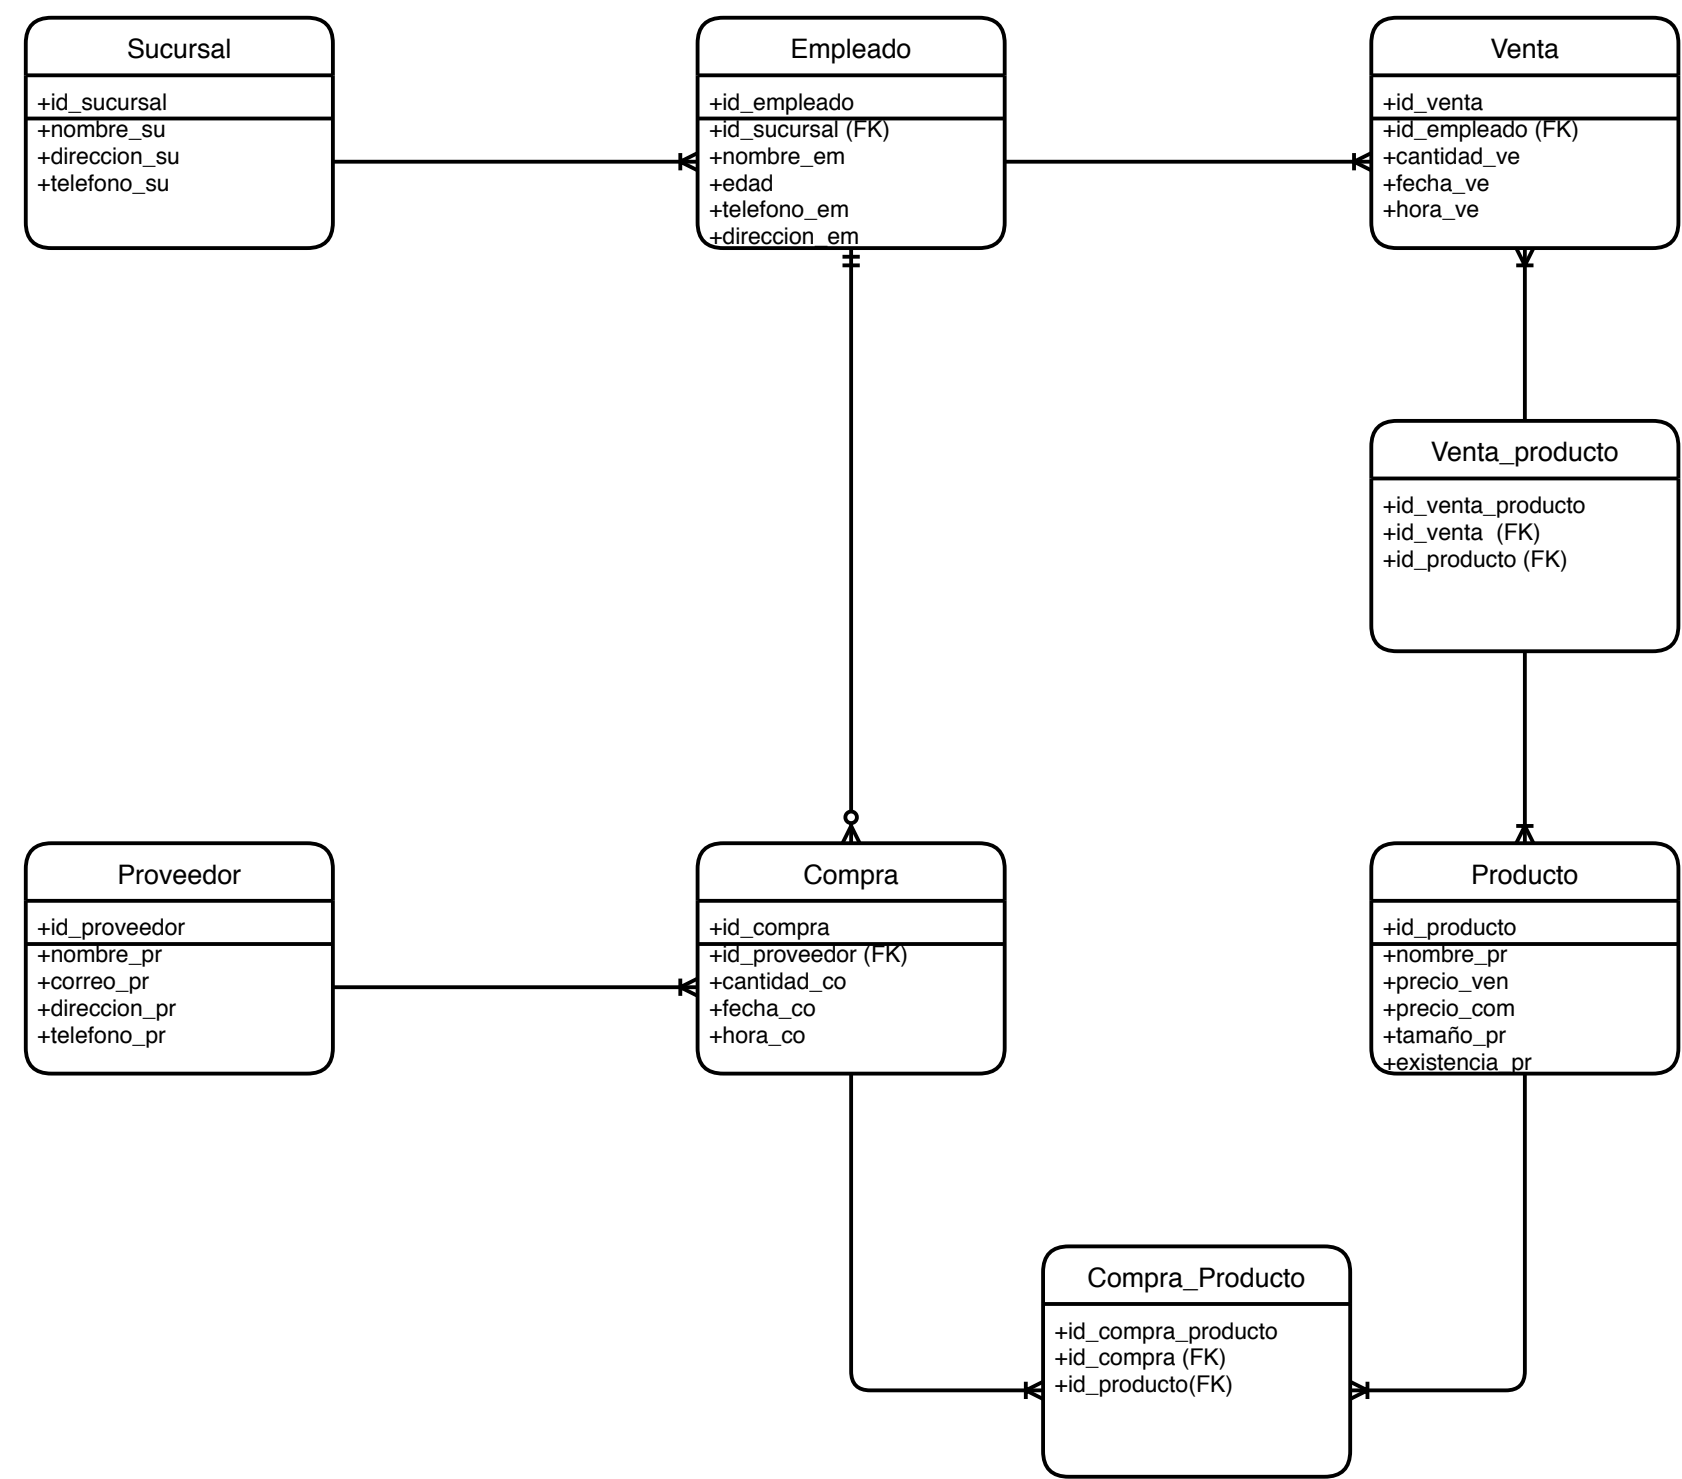 Sucursal
+id_sucursal
+nombre_su
+direccion_su
+telefono_su
Empleado
+id_empleado
+id_sucursal (FK)
+nombre_em
+edad
+telefono_em
+direccion_em
Venta
+id_venta
+id_empleado (FK)
+cantidad_ve
+fecha_ve
+hora_ve
Venta_producto
+id_venta_producto
+id_venta  (FK)
+id_producto (FK)
Proveedor
+id_proveedor
+nombre_pr
+correo_pr
+direccion_pr
+telefono_pr
Compra
+id_compra
+id_proveedor (FK)
+cantidad_co
+fecha_co
+hora_co
Producto
+id_producto
+nombre_pr
+precio_ven
+precio_com
+tamaño_pr
+existencia_pr
Compra_Producto
+id_compra_producto
+id_compra (FK)
+id_producto(FK)